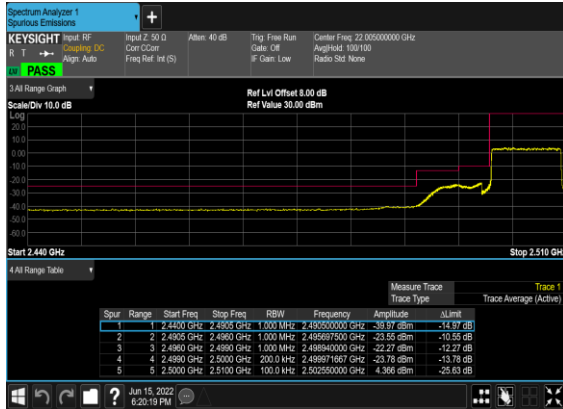 Spectrum Analyzer 1
Spurious Emissions
+
KEYSIGHT Input: RF Input Z: 50 Ω Atten: 40 dB Trig: Free Run Center Freq: 22.005000000 GHz
R T Coupling: DC Corr CCorr Gate: Off Avg|Hold: 100/100
Align: Auto Freq Ref: Int (S) IF Gain: Low Radio Std: None
LW PASS
3 All Range Graph
Ref Lvl Offset 8.00 dB
Scale/Div 10.0 dB Ref Value 30.00 dBm
Log
20.0
10.0
0.00
-10.0
-20.0
-30.0
-40.0
-50.0
-60.0
Start 2.440 GHz Stop 2.510 GH
4 All Range Table
Measure Trace Trace 1
Trace Type Trace Average (Active)
Spur Range Start Freq Stop Freq RBW Frequency Amplitude ΔLimit
1 1 2.4400 GHz 2.4905 GHz 1.000 MHz 2.490500000 GHz -39.97 dBm -14.97 dB
2 2 2.4905 GHz 2.4960 GHz 1.000 MHz 2.495697500 GHz -23.55 dBm -10.55 dB
3 3 2.4960 GHz 2.4990 GHz 1.000 MHz 2.498940000 GHz -22.27 dBm -12.27 dB
4 4 2.4990 GHz 2.5000 GHz 200.0 kHz 2.499971667 GHz -23.78 dBm -13.78 dB
5 5 2.5000 GHz 2.5100 GHz 100.0 kHz 2.502550000 GHz 4.366 dBm -25.63 dB
? Jun 15, 2022
6:20:19 PM